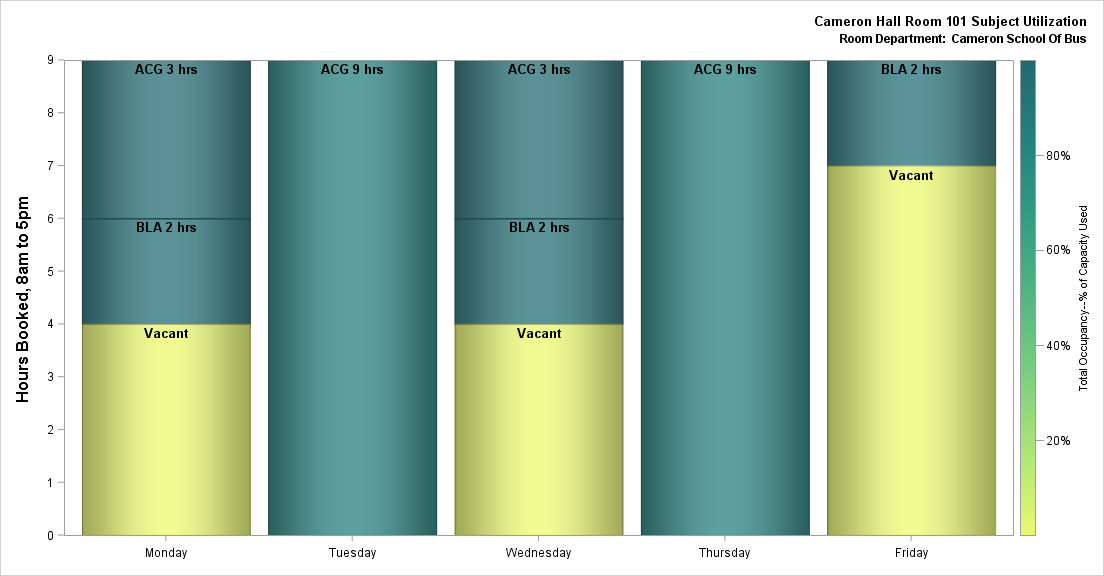 Cameron Hall Room 101 Subject Utilization
Room Department: Cameron School Of Bus
Hours Booked, 8am to 5pm
9
8
7
6
5
4
3
2
1
0
ACG 3 hrs
BLA 2 hrs
Vacant
ACG 9 hrs
ACG 3 hrs
BLA 2 hrs
Vacant
ACG 9 hrs
BLA 2 hrs
Vacant
Monday
Tuesday
Wednesday
Thursday
Friday
80%
60%
40%
20%
Total Occupancy--% of Capacity Used